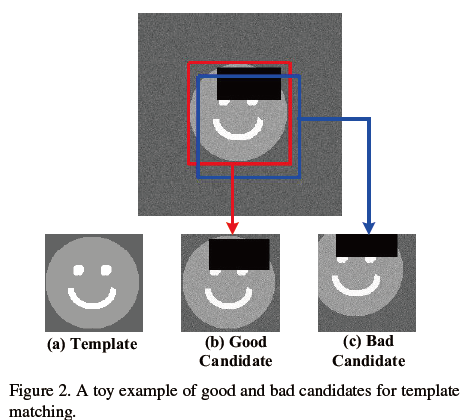 (a) Template
(b) Good
Candidate
(c) Bad
Candidate
Figure 2. A toy example of good and bad candidates for template
matching.